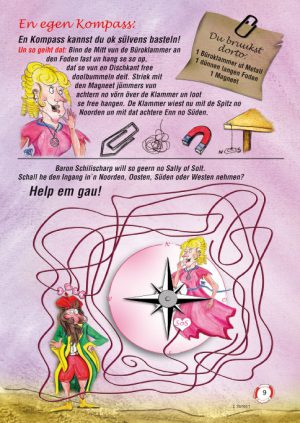 En egen Kompass:
En Kompass kannst du ok sülvens basteln!
Un so geiht dat: Binn de Mitt vun de Büroklammer an
den Foden fast un hang se so op,
dat se vun en Dischkant free
doolbummeln deit. Striek mit
den Magneet jümmers vun
achtern no vörn över de Klammer un loot
se free hangen. De Klammer wiest nu mit de Spitz no
Noorden un mit dat achtere Enn no Süden.
Du bruukst
dorto:
1 Büroklammer ut Metall
1 dünnen langen Foden
1 Magneet
Baron Schilischarp will so geern no Sally of Solt.
Schall he den Ingang in'n Noorden, Oosten, Süden oder Westen nehmen?
Help em gau!
9